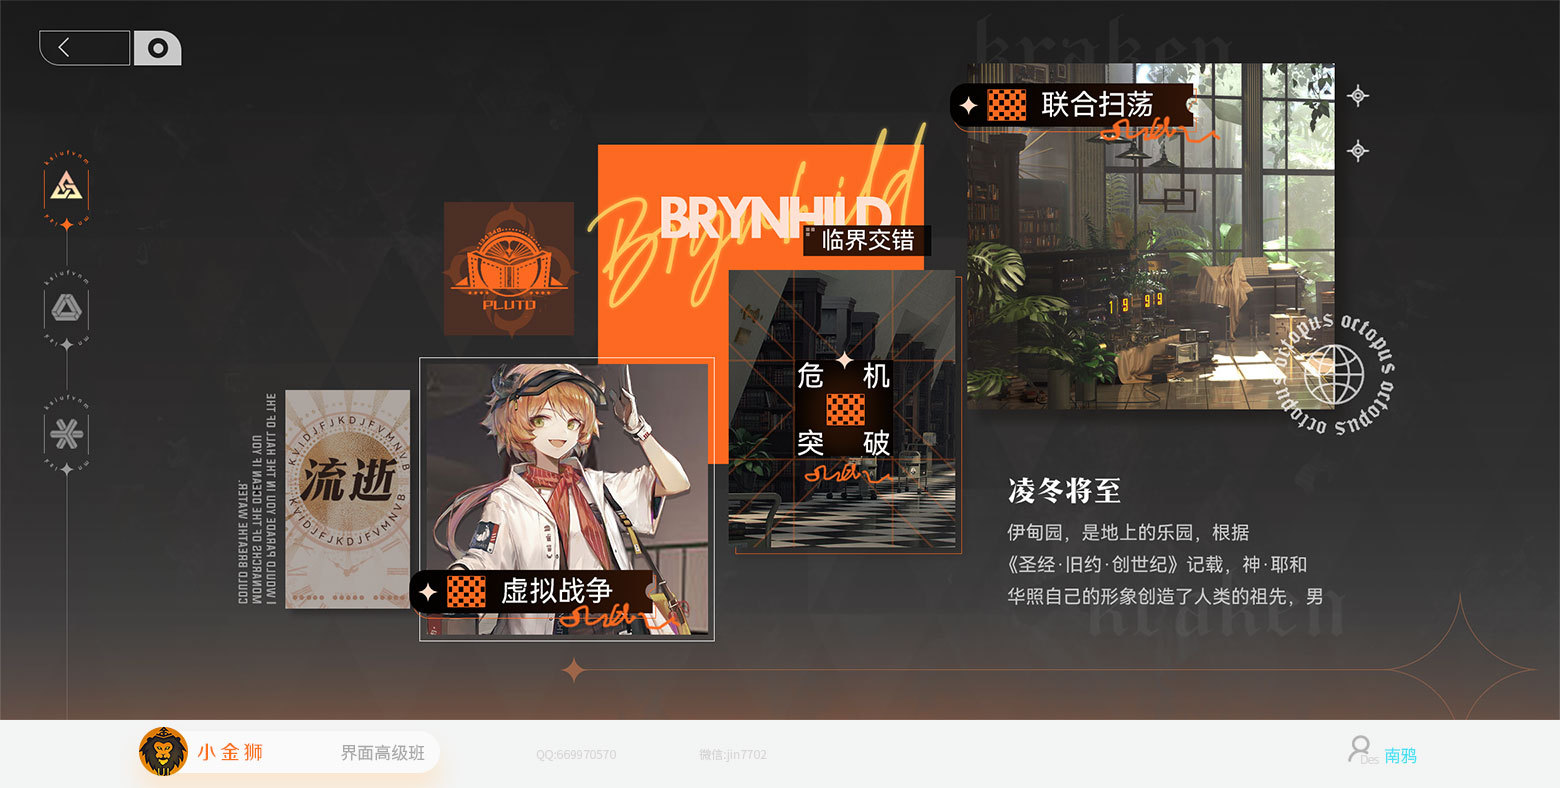 kraken
联合扫荡
BRYNHILD
Brynhild
临界交错
PLUTO
1999
危机
突破
octopus octopus octopus octopus
KVIDJFJKDJFVMNVB
流逝
KVIDJFJKDJFVMNVB
I WOULD PARADE YOU IN THE HALL OF THE
MONARCHS OF THE OCEAN IF YOU
COULD BREATHE WATER.
虚拟战争
凌冬将至
伊甸园，是地上的乐园，根据
《圣经·旧约·创世纪》记载，神·耶和
华照自己的形象创造了人类的祖先，男
kraken
小金狮
界面高级班
QQ:669970570
微信:jin7702
Des 南鸦